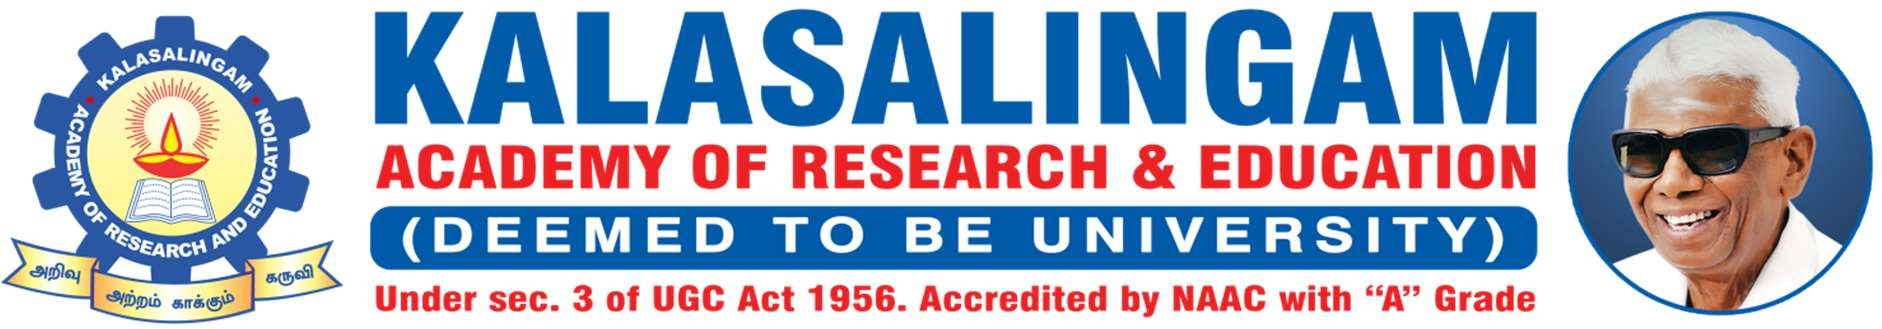 KALASALINGAM
ACADEMY OF RESEARCH AND EDUCATION
அறிவு அற்றம் காக்கும் கருவி
KALASALINGAM
ACADEMY OF RESEARCH & EDUCATION
(DEEMED TO BE UNIVERSITY)
Under sec. 3 of UGC Act 1956. Accredited by NAAC with “A” Grade